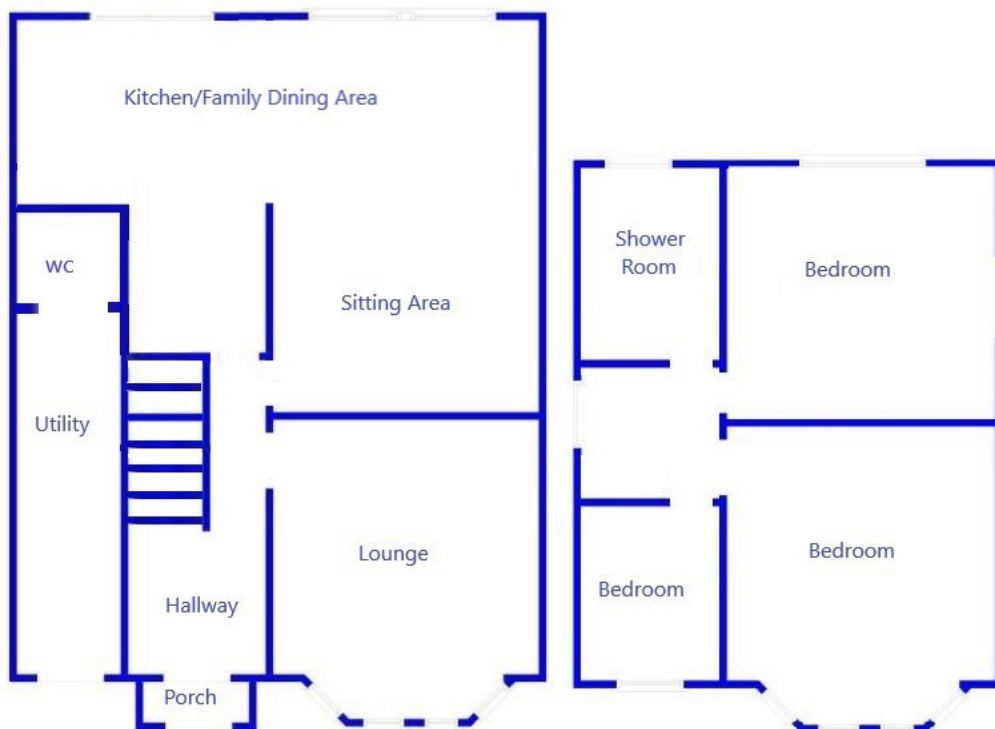 Kitchen/Family Dining Area
WC
Sitting Area
Utility
Lounge
Hallway
Porch
Shower
Room
Bedroom
Bedroom
Bedroom